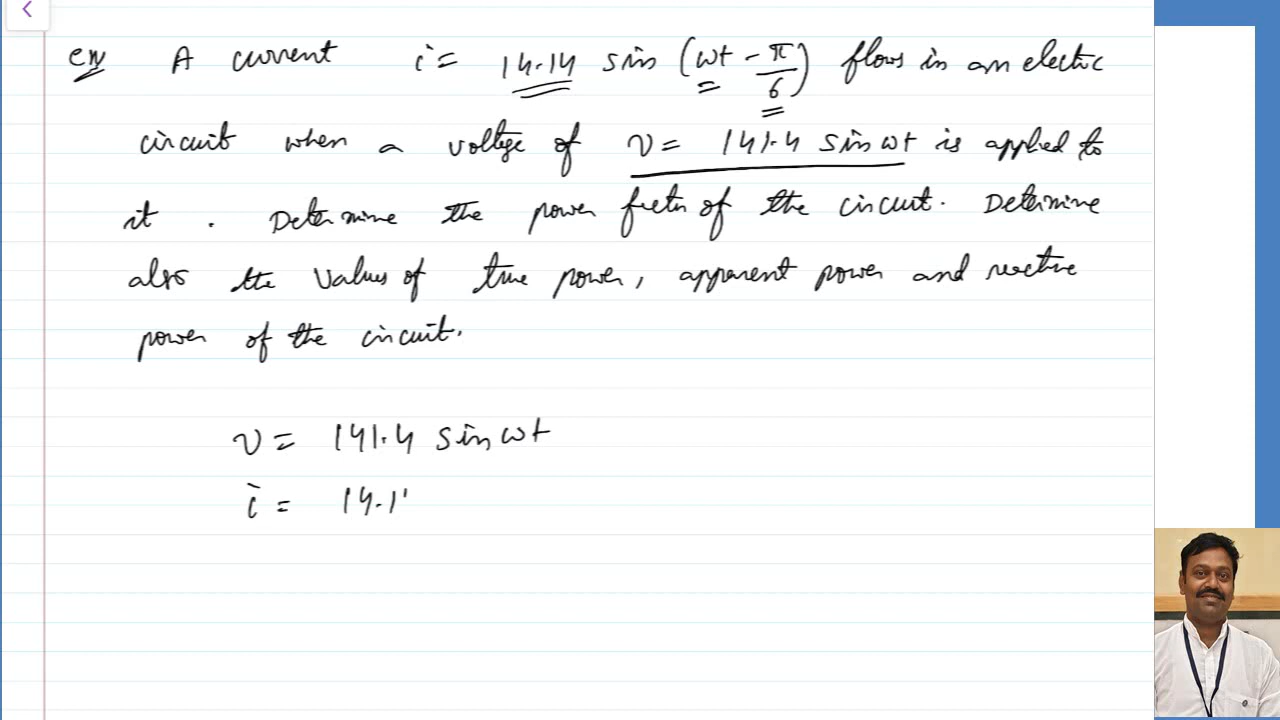 ex A current i = 14.14 sin (ωt - π/6) flows in an electric
circuit when a voltage of v = 141.4 sin ωt is applied to
it . Determine the power factor of the circuit. Determine
also the values of true power, apparent power and reactive
power of the circuit.
v = 141.4 sin ωt
i = 14.1